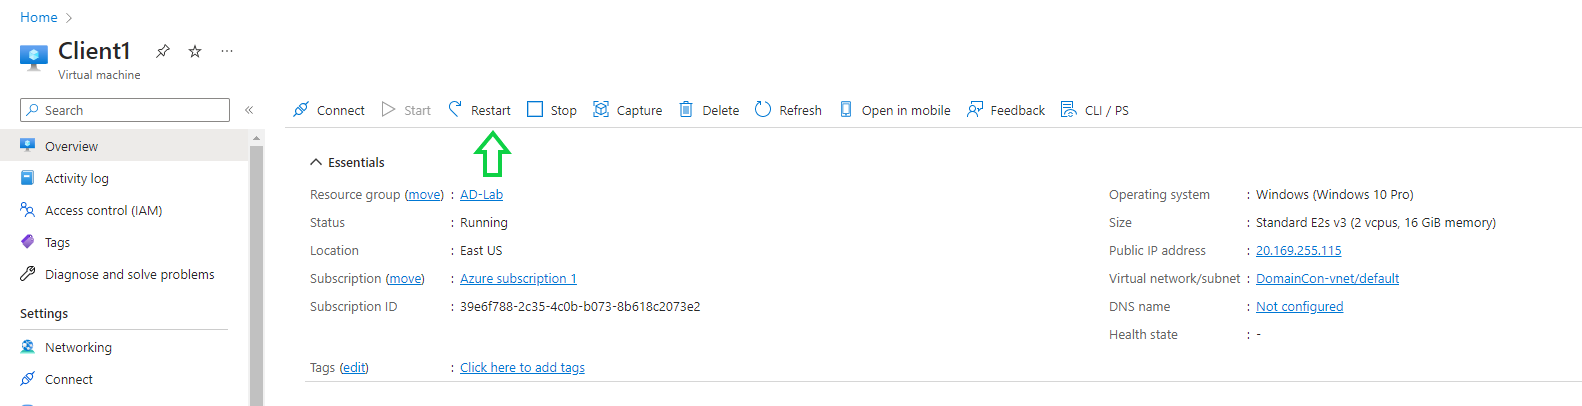 Home >
Client1 ...
Virtual machine
Search «
Connect Start Restart Stop Capture Delete Refresh Open in mobile Feedback CLI / PS
Overview
Activity log
Access control (IAM)
Tags
Diagnose and solve problems
Settings
Networking
Connect
Essentials
Resource group (move) : AD-Lab
Status : Running
Location : East US
Subscription (move) : Azure subscription 1
Subscription ID : 39e6f788-2c35-4c0b-b073-8b618c2073e2
Operating system : Windows (Windows 10 Pro)
Size : Standard E2s v3 (2 vcpus, 16 GiB memory)
Public IP address : 20.169.255.115
Virtual network/subnet : DomainCon-vnet/default
DNS name : Not configured
Health state : -
Tags (edit) : Click here to add tags